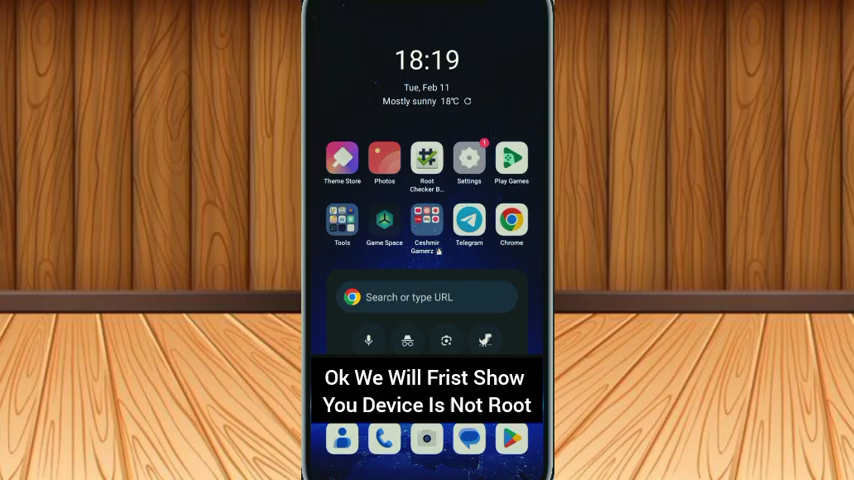 18:19
Tue, Feb 11
Mostly sunny 18°C
1
Theme Store
Photos
Root
Checker B..
Settings
Play Games
Tools
Game Space
Ceshmir
Gamerz
Telegram
Chrome
Search or type URL
Ok We Will Frist Show
You Device Is Not Root